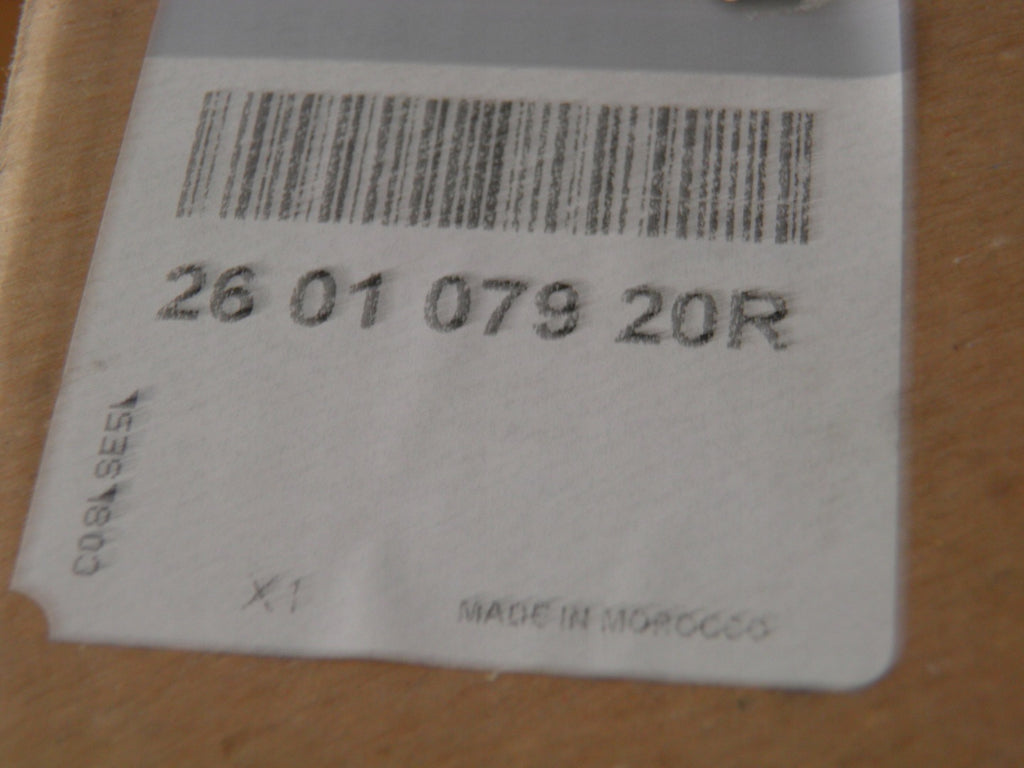 26 01 079 20R
C08▲SE5▲
X1
MADE IN MOROCCO